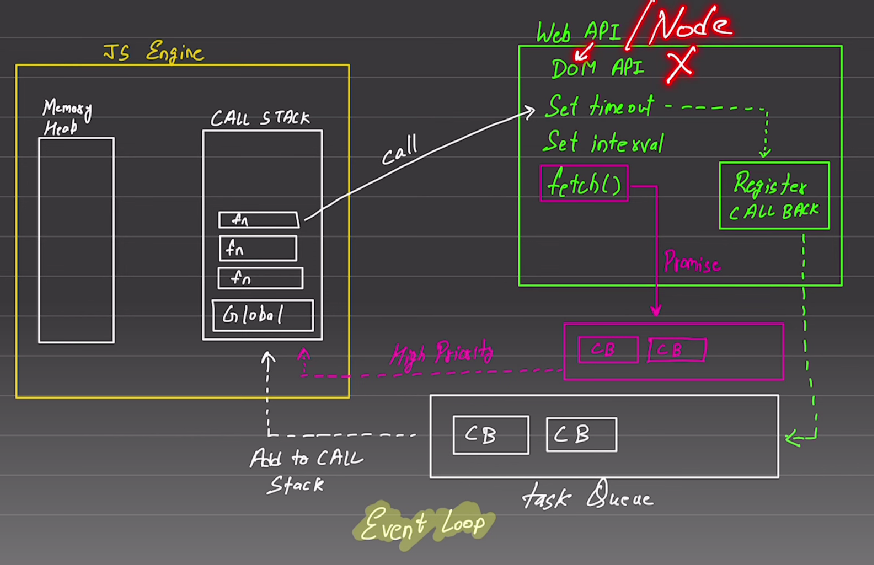 JS Engine
Memory
Heab
CALL STACK
fn
fn
fn
Global
call
Web API / Node
DOM API X
Set timeout
Set interval
fetch()
Register
CALL BACK
Promise
CB CB
High Priority
CB CB
Add to CALL
Stack
task Queue
Event Loop